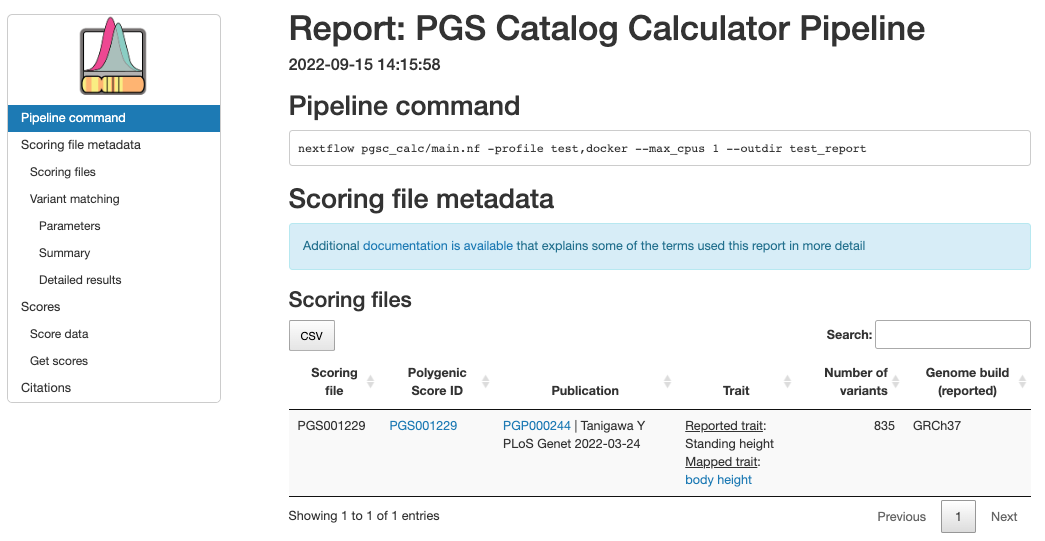 Pipeline command
Scoring file metadata
Scoring files
Variant matching
Parameters
Summary
Detailed results
Scores
Score data
Get scores
Citations
Report: PGS Catalog Calculator Pipeline
2022-09-15 14:15:58
Pipeline command
nextflow pgsc_calc/main.nf -profile test,docker --max_cpus 1 --outdir test_report
Scoring file metadata
Additional documentation is available that explains some of the terms used this report in more detail
Scoring files
CSV
Search:
Scoring file
Polygenic Score ID
Publication
Trait
Number of variants
Genome build (reported)
PGS001229
PGS001229
PGP000244 | Tanigawa Y
PLoS Genet 2022-03-24
Reported trait:
Standing height
Mapped trait:
body height
835
GRCh37
Showing 1 to 1 of 1 entries
Previous 1 Next